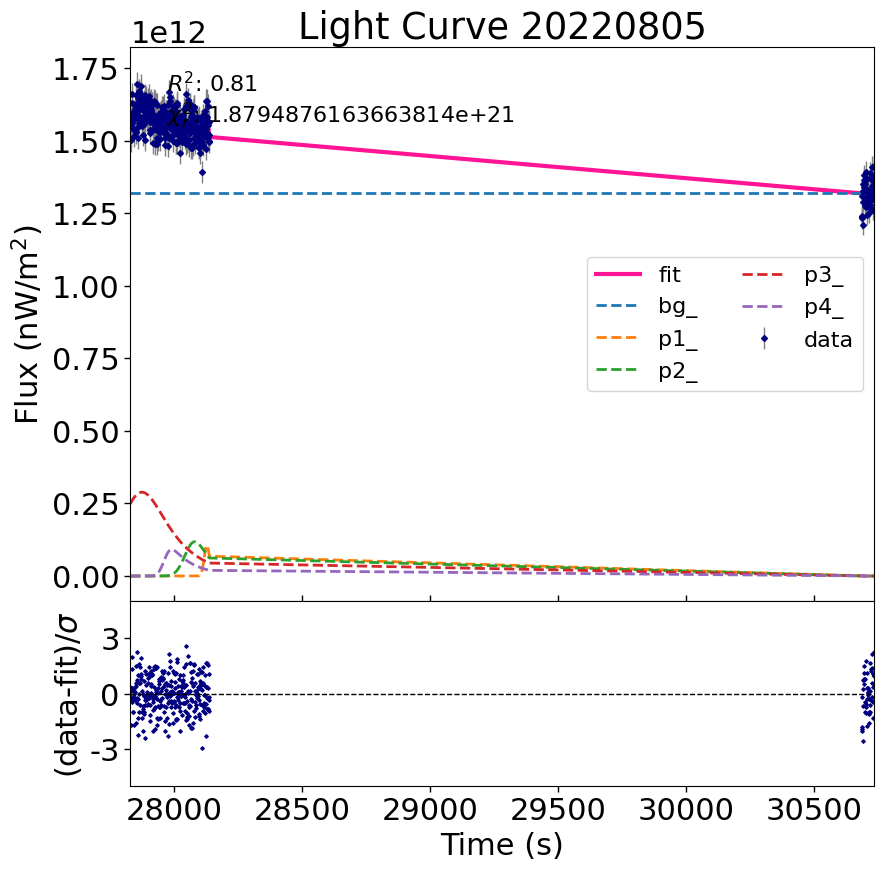 Light Curve 20220805
1e12
R²: 0.81
1.8794876163663814e+21
1.75
1.50
1.25
1.00
0.75
0.50
0.25
0.00
Flux (nW/m²)
fit
bg_
p1_
p2_
p3_
p4_
data
3
0
-3
(data-fit)/σ
28000 28500 29000 29500 30000 30500
Time (s)